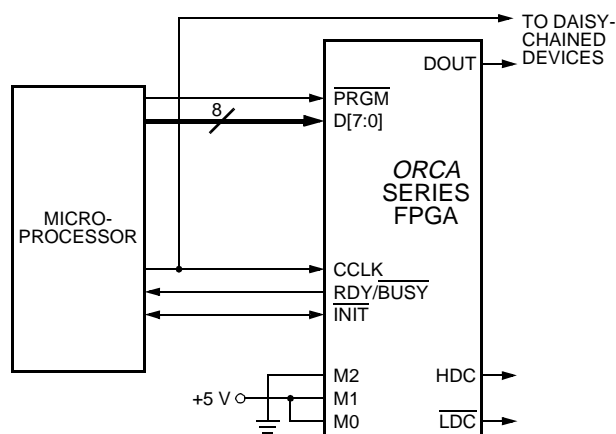 TO DAISY-
CHAINED
DEVICES
DOUT
PRGM
8
D[7:0]
ORCA
SERIES
FPGA
MICRO-
PROCESSOR
CCLK
RDY/BUSY
INIT
M2
HDC
+5 V
M1
M0
LDC